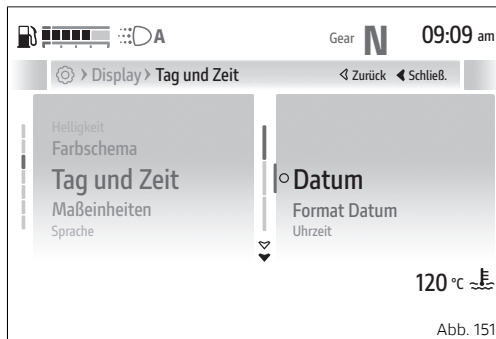 A Gear N 09:09 am
Display Tag und Zeit Zurück Schließ.
Helligkeit
Farbschema
Tag und Zeit
Maßeinheiten
Sprache
Datum
Format Datum
Uhrzeit
120 °C
Abb. 151